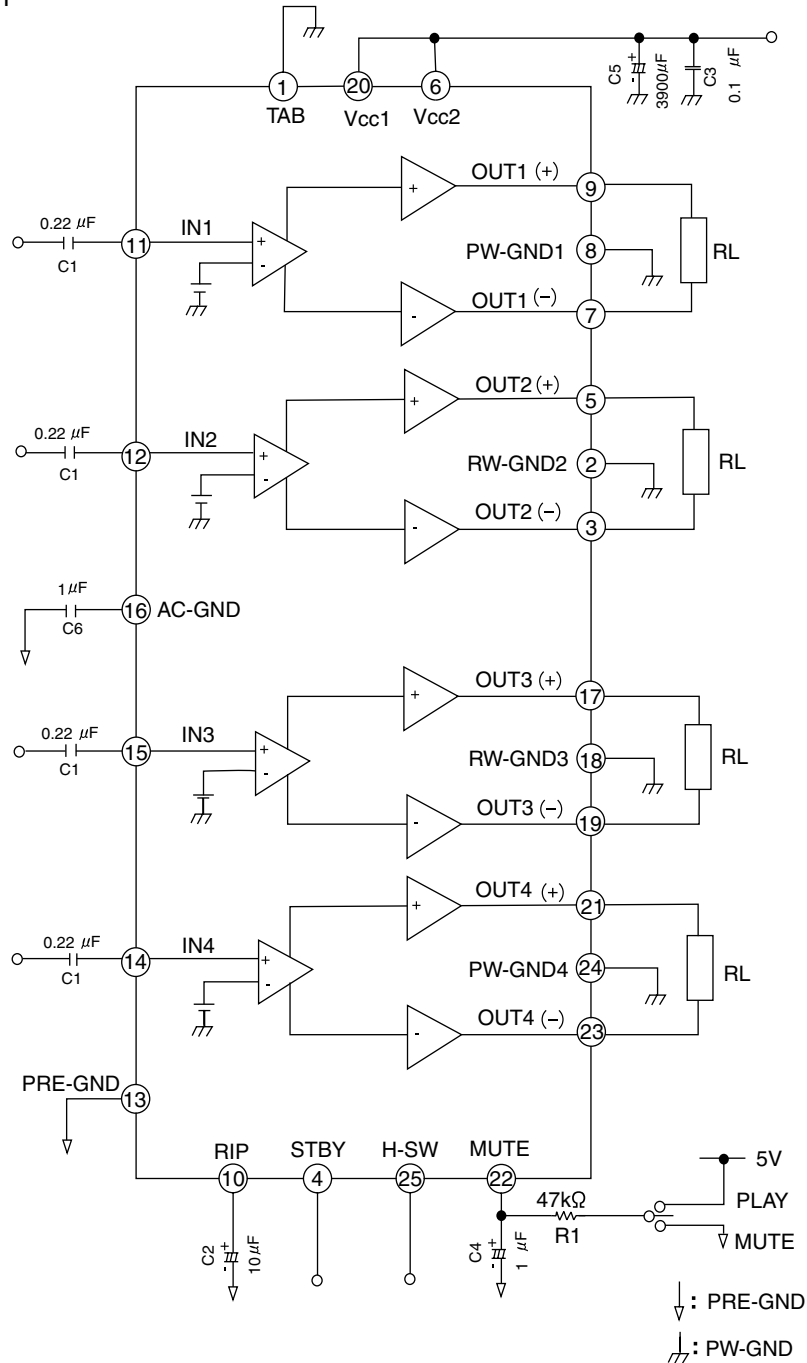 1
TAB
20
Vcc1
6
Vcc2
C5
3900μF
C3
0.1 μF
OUT1 (+)
9
0.22 μF
C1
11
IN1
+
-
+
PW-GND1
8
RL
OUT1 (-)
-
7
OUT2 (+)
5
0.22 μF
C1
12
IN2
+
-
+
RW-GND2
2
RL
OUT2 (-)
-
3
1μF
C6
16
AC-GND
OUT3 (+)
17
0.22 μF
C1
15
IN3
+
-
+
RW-GND3
18
RL
OUT3 (-)
-
19
OUT4 (+)
21
0.22 μF
C1
14
IN4
+
-
+
PW-GND4
24
RL
OUT4 (-)
-
23
PRE-GND
13
RIP
10
STBY
4
H-SW
25
MUTE
22
C2
+
-
10μF
C4
+
-
1 μF
47kΩ
R1
5V
PLAY
MUTE
: PRE-GND
: PW-GND